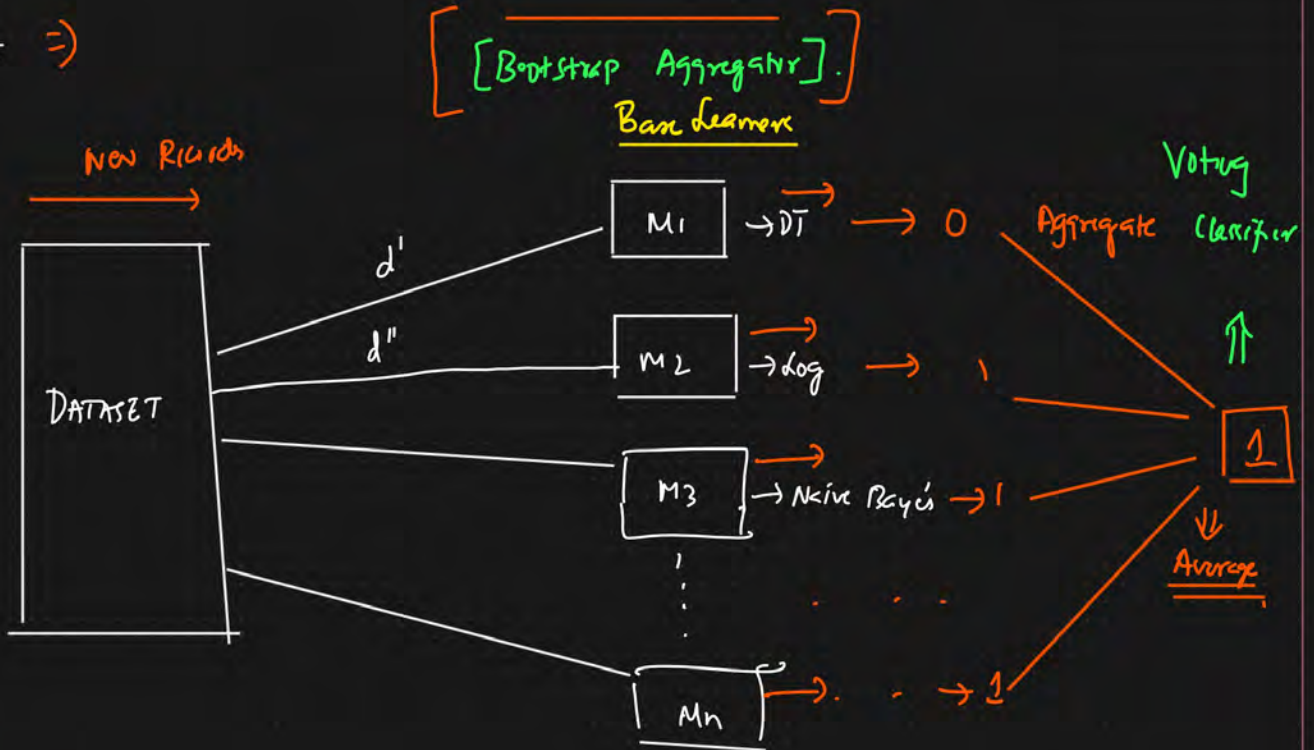 =)
[Bootstrap Aggregator].
Base Learners
New Records
Voting
Classifier
d'
M1 → DT → 0
Aggregate
d"
M2 → Log → 1
DATASET
1
M3 → Naive Baye's → 1
Average
Mn → 1